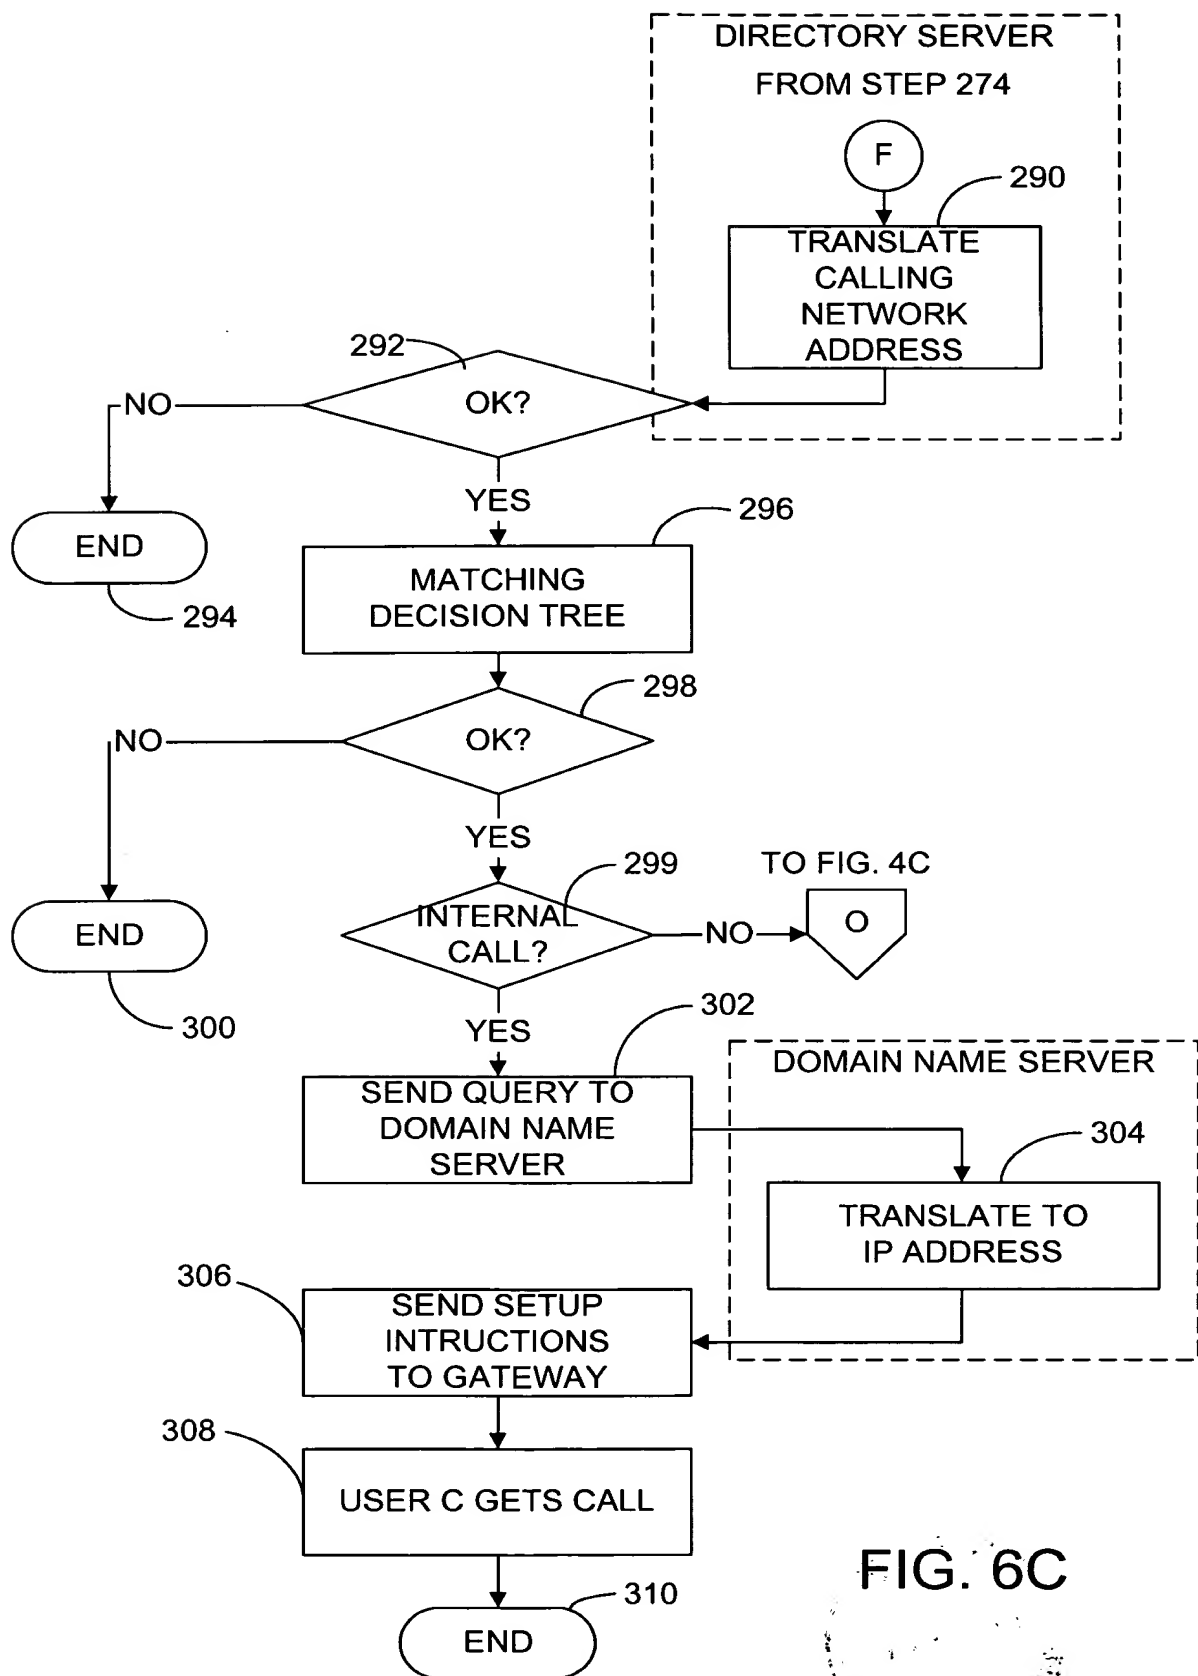 DIRECTORY SERVER
FROM STEP 274
F
290
TRANSLATE
CALLING
NETWORK
ADDRESS
292
OK?
NO
YES
END
294
296
MATCHING
DECISION TREE
298
OK?
NO
YES
END
300
299
INTERNAL
CALL?
NO
TO FIG. 4C
O
YES
302
SEND QUERY TO
DOMAIN NAME
SERVER
DOMAIN NAME SERVER
304
TRANSLATE TO
IP ADDRESS
306
SEND SETUP
INTRUCTIONS
TO GATEWAY
308
USER C GETS CALL
310
END
FIG. 6C